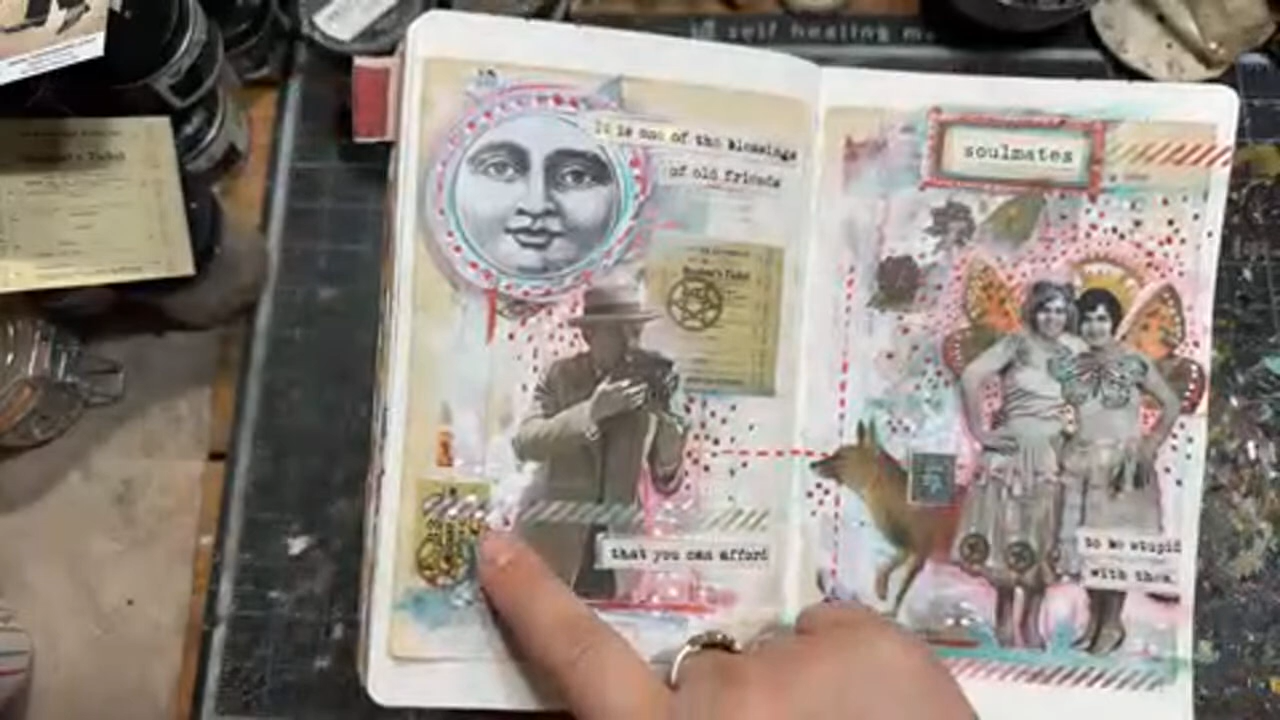 self healing
It is one of the blessings
of old friends
that you can afford
soulmates
to be stupid
with them.